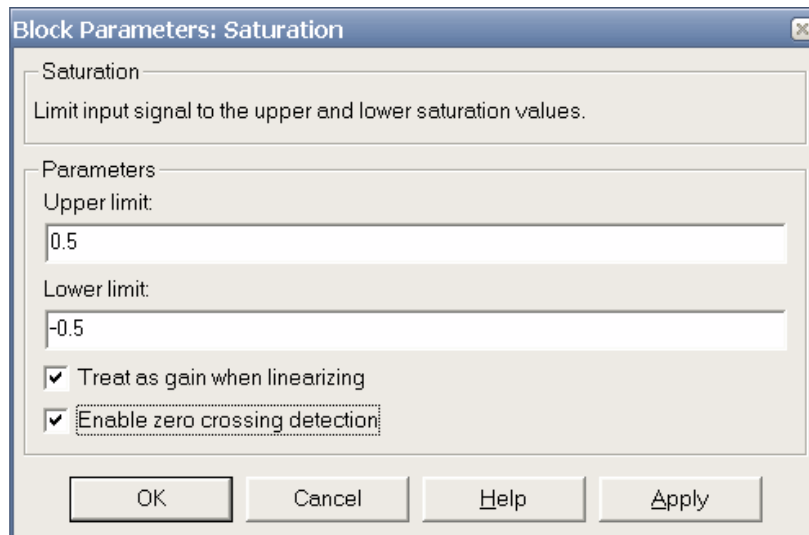 Block Parameters: Saturation
Saturation
Limit input signal to the upper and lower saturation values.
Parameters
Upper limit:
0.5
Lower limit:
-0.5
Treat as gain when linearizing
Enable zero crossing detection
OK Cancel Help Apply